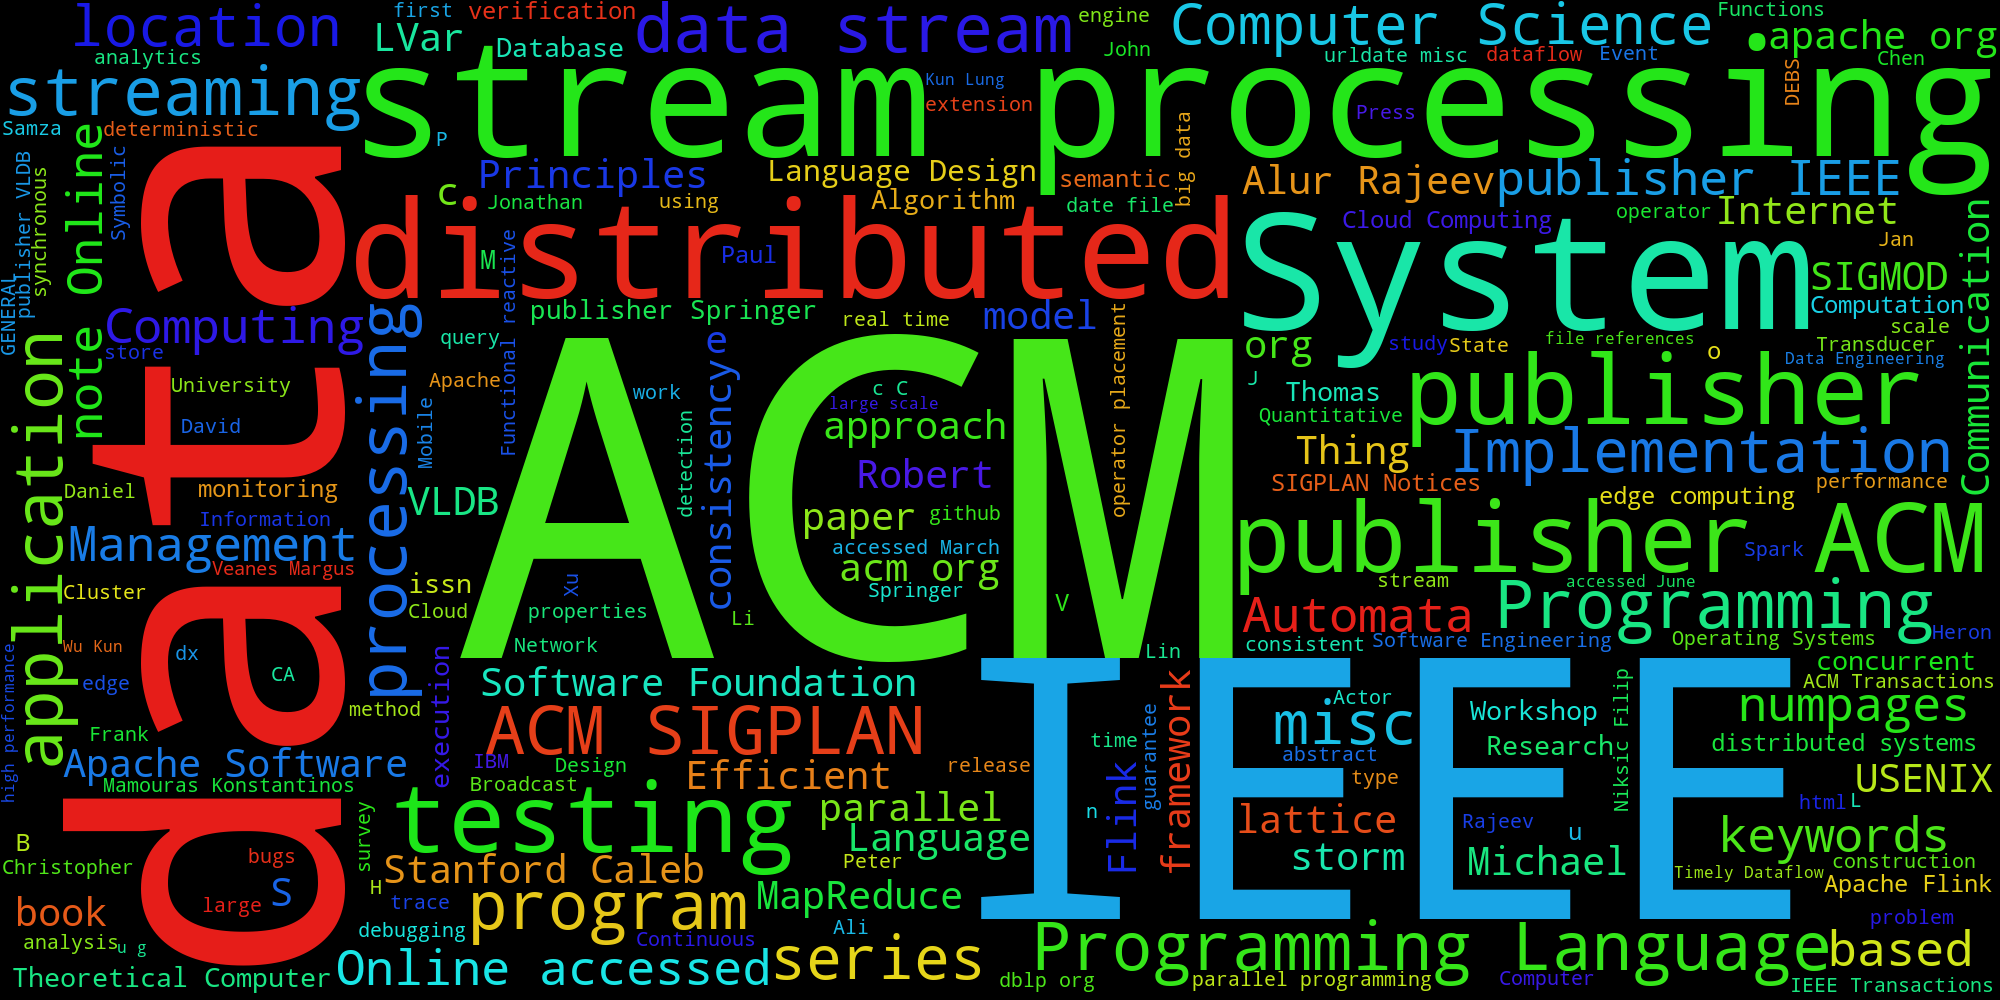 location
first
verification
data stream
engine
Computer Science
Functions
apache org
analytics
LVar
Database
John
urldate misc
dataflow
Event
Chen
streaming
stream processing
Kun Lung
extension
Press
DEBS
Samza
deterministic
P
big data
note Online
Symbolic
publisher VLDB
synchronous
GENERAL
data
Principles
Language Design
semantic
Alur Rajeev
publisher IEEE
c
Jonathan
using
Algorithm
date file
Cloud Computing
operator
Internet
distributed
System
M
Paul
Functional reactive
Jan
SIGMOD
Communication
Computing
publisher Springer
real time
model
Computation
scale
store
query
operator placement
org
study
State
file references
o
Transducer
Data Engineering
application
processing
University
Apache
work
consistency
c C
large scale
J
Thomas
publisher
David
Mobile
approach
Quantitative
ACM
Thing
Implementation
Daniel
monitoring
detection
Robert
SIGPLAN Notices
edge computing
performance
VLDB
Information
paper
github
publisher ACM
Management
accessed March
Spark
Veanes Margus
acm org
Cluster
issn
Xu
e
Springer
stream
accessed June
Cloud
properties
Li
V
Automata
Programming
Wu Kun
dx
Network
Lin
consistent
Software Engineering
Operating Systems
Heron
edge
CA
execution
Software Foundation
concurrent
high performance
method
framework
IEEE
Actor
Niksic Filip
ACM Transactions
Frank
ACM SIGPLAN
guarantee
misc
Workshop
numpages
time
abstract
Research
distributed systems
Apache Software
IBM
Design
Efficient
release
Flink
type
USENIX
Mamouras Konstantinos
Broadcast
testing
parallel
n
lattice
Rajeev
u
html
L
B
survey
Language
keywords
Christopher
bugs
Stanford Caleb
Peter
storm
Michael
construction
Timely Dataflow
Apache Flink
book
large
S
H
trace
program
MapReduce
problem
analysis
u g
debugging
Continuous
Ali
Programming Language
based
Theoretical Computer
Online accessed
series
dblp org
parallel programming
Computer
IEEE Transactions